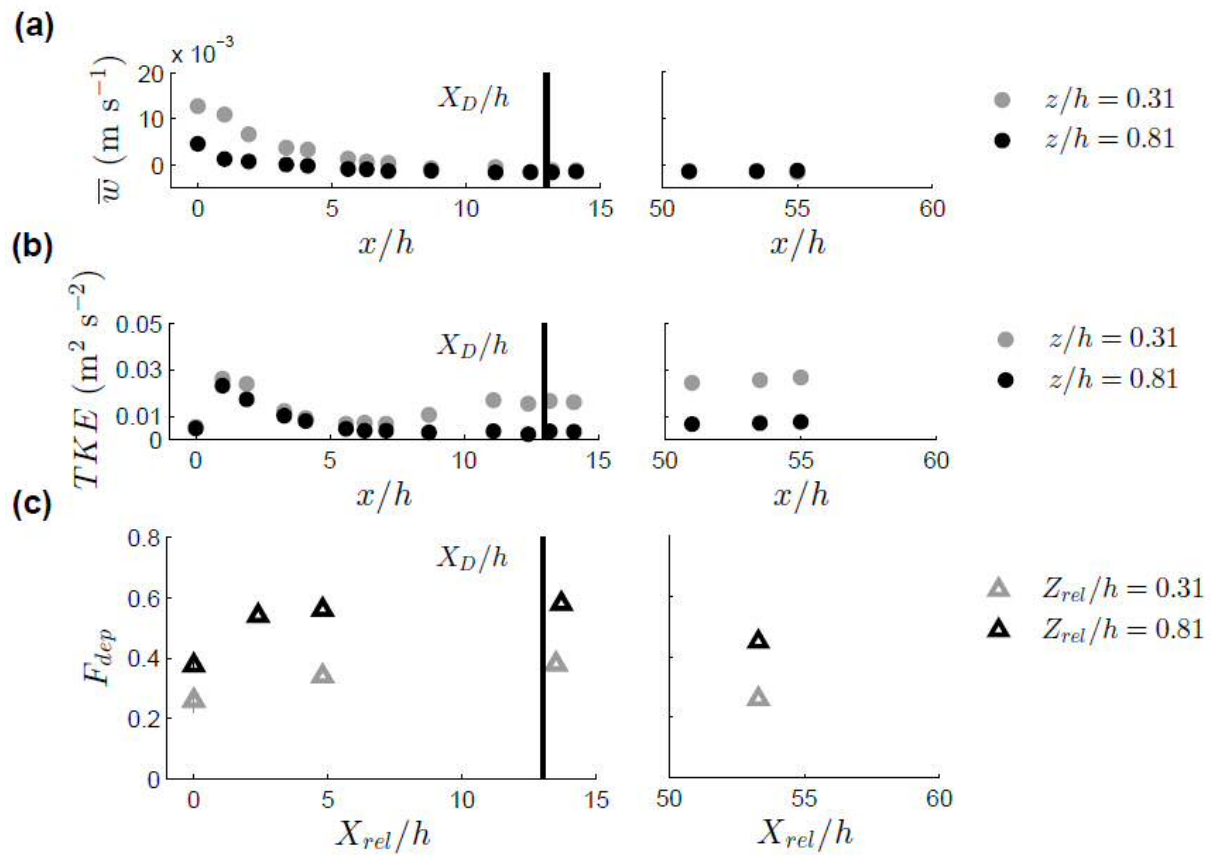 (a)
x 10⁻³
w̅ (m s⁻¹)
20
10
0
X_D/h
0 5 10 15
x/h
50 55 60
x/h
z/h = 0.31
z/h = 0.81
(b)
TKE (m² s⁻²)
0.05
0.03
0.01
0
X_D/h
0 5 10 15
x/h
50 55 60
x/h
z/h = 0.31
z/h = 0.81
(c)
F_dep
0.8
0.6
0.4
0.2
0
X_D/h
0 5 10 15
X_rel/h
50 55 60
X_rel/h
Z_rel/h = 0.31
Z_rel/h = 0.81